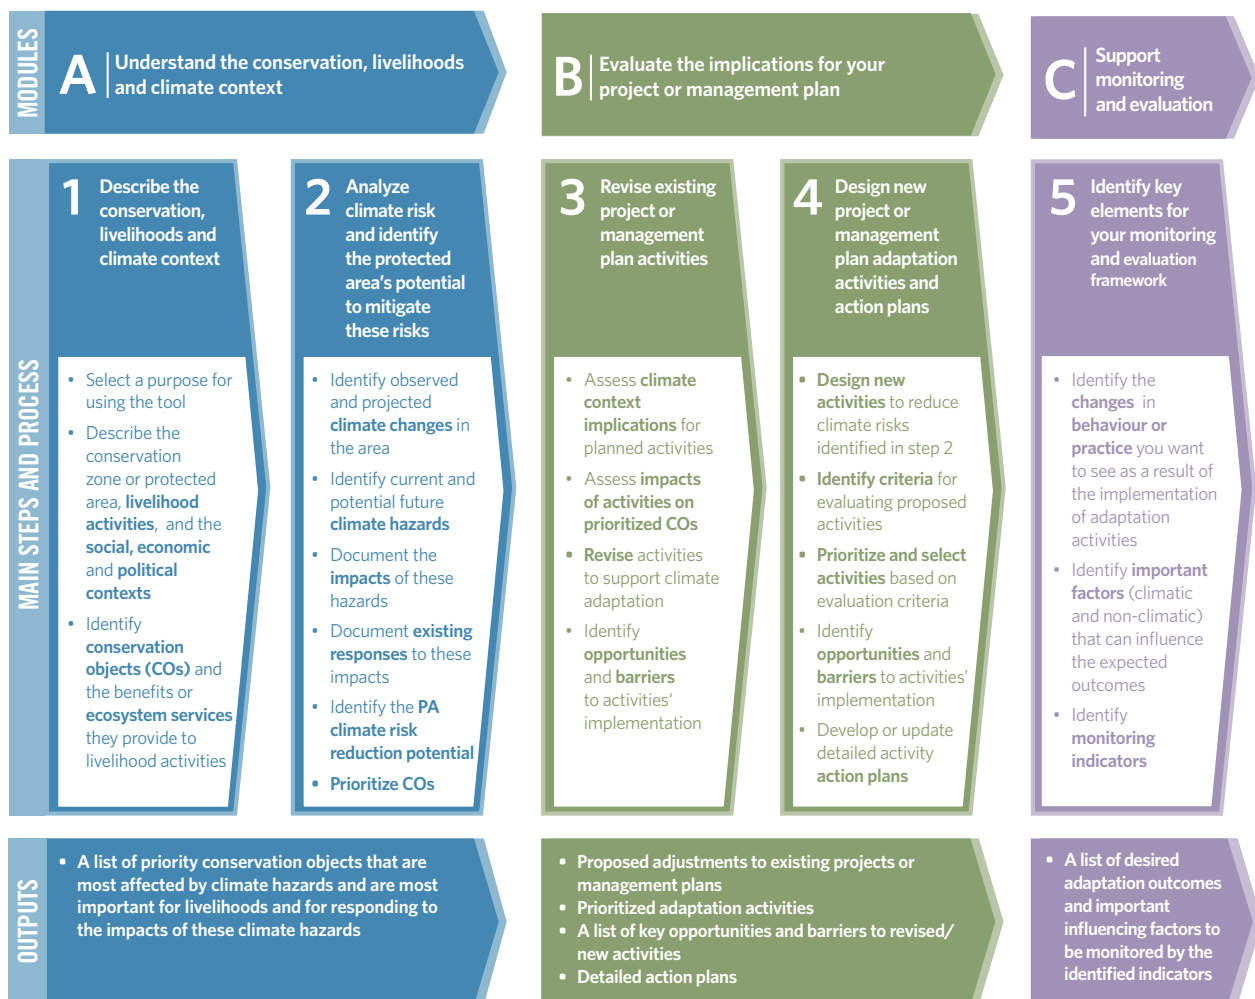 MODULES
A
Understand the conservation, livelihoods
and climate context
B
Evaluate the implications for your
project or management plan
C
Support
monitoring
and evaluation
MAIN STEPS AND PROCESS
1
Describe the
conservation,
livelihoods and
climate context
• Select a purpose for
using the tool
• Describe the
conservation
zone or protected
area, livelihood
activities, and the
social, economic
and political
contexts
• Identify
conservation
objects (COs) and
the benefits or
ecosystem services
they provide to
livelihood activities
2
Analyze
climate risk
and identify
the protected
area's potential
to mitigate
these risks
• Identify observed
and projected
climate changes in
the area
• Identify current and
potential future
climate hazards
• Document the
impacts of these
hazards
• Document existing
responses to these
impacts
• Identify the PA
climate risk
reduction potential
• Prioritize COs
3
Revise existing
project or
management
plan activities
• Assess climate
context
implications for
planned activities
• Assess impacts
of activities on
prioritized COs
• Revise activities
to support climate
adaptation
• Identify
opportunities
and barriers
to activities'
implementation
4
Design new
project or
management
plan adaptation
activities and
action plans
• Design new
activities to reduce
climate risks
identified in step 2
• Identify criteria for
evaluating proposed
activities
• Prioritize and select
activities based on
evaluation criteria
• Identify
opportunities and
barriers to activities'
implementation
• Develop or update
detailed activity
action plans
5
Identify key
elements for
your monitoring
and evaluation
framework
• Identify the
changes in
behaviour or
practice you want
to see as a result of
the implementation
of adaptation
activities
• Identify important
factors (climatic
and non-climatic)
that can influence
the expected
outcomes
• Identify
monitoring
indicators
OUTPUTS
• A list of priority conservation objects that are
most affected by climate hazards and are most
important for livelihoods and for responding to
the impacts of these climate hazards
• Proposed adjustments to existing projects or
management plans
• Prioritized adaptation activities
• A list of key opportunities and barriers to revised/
new activities
• Detailed action plans
• A list of desired
adaptation outcomes
and important
influencing factors to
be monitored by the
identified indicators